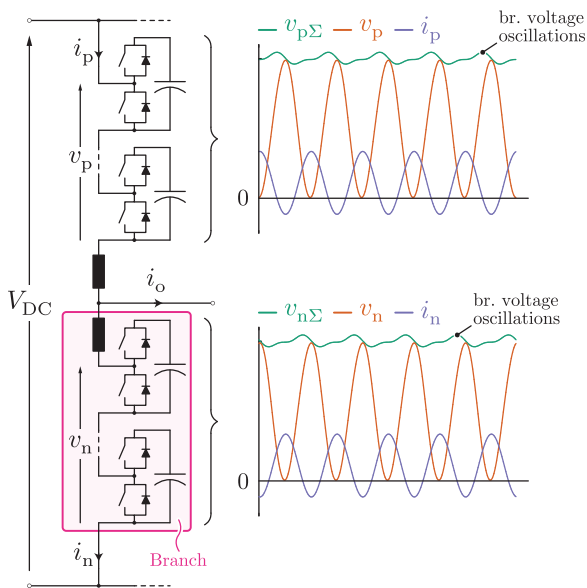 i_p
v_p
V_DC
i_o
v_n
i_n
Branch
v_pΣ v_p i_p
br. voltage
oscillations
0
v_nΣ v_n i_n
br. voltage
oscillations
0